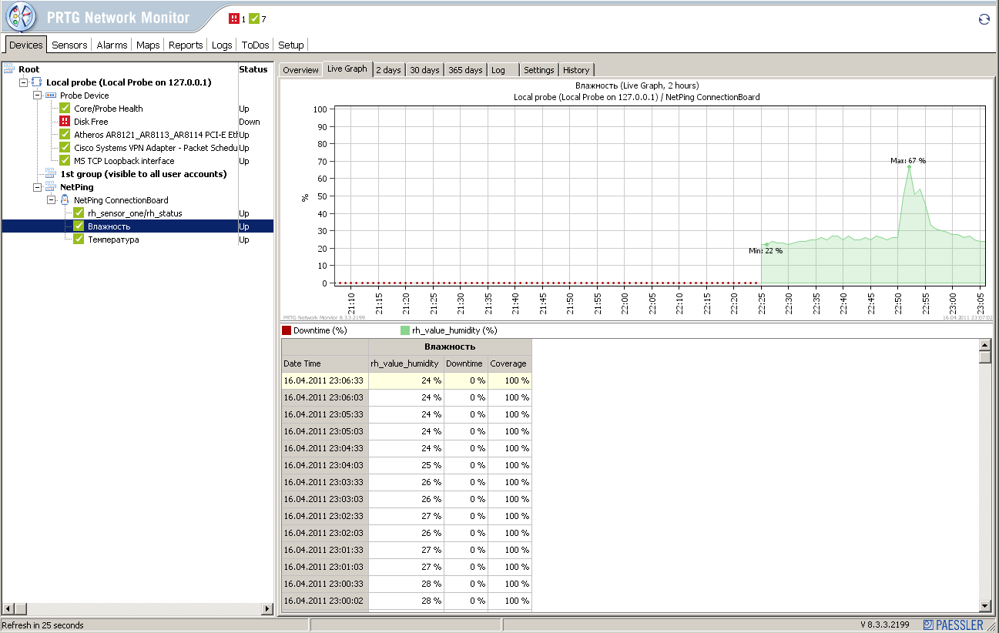 PRTG Network Monitor
1 7
Devices Sensors Alarms Maps Reports Logs ToDos Setup
Root Status
Local probe (Local Probe on 127.0.0.1)
Probe Device
Core/Probe Health Up
Disk Free Down
Atheros AR8121_AR8113_AR8114 PCI-E Et Up
Cisco Systems VPN Adapter - Packet Schedu Up
MS TCP Loopback interface Up
1st group (visible to all user accounts)
NetPing
NetPing ConnectionBoard
rh_sensor_one/rh_status Up
Влажность Up
Температура Up
Overview Live Graph 2 days 30 days 365 days Log Settings History
Влажность (Live Graph, 2 hours)
Local probe (Local Probe on 127.0.0.1) / NetPing ConnectionBoard
100
90
80
70
60
50
40
30
20
10
0
%
Max: 67 %
Min: 22 %
21:10 21:15 21:20 21:25 21:30 21:35 21:40 21:45 21:50 21:55 22:00 22:05 22:10 22:15 22:20 22:25 22:30 22:35 22:40 22:45 22:50 22:55 23:00 23:05
PRTG Network Monitor 8.3.3.2199 16.04.2011 23:07:02
Downtime (%) rh_value_humidity (%)
Влажность
Date Time rh_value_humidity Downtime Coverage
16.04.2011 23:06:33 24 % 0 % 100 %
16.04.2011 23:06:03 24 % 0 % 100 %
16.04.2011 23:05:33 24 % 0 % 100 %
16.04.2011 23:05:03 24 % 0 % 100 %
16.04.2011 23:04:33 24 % 0 % 100 %
16.04.2011 23:04:03 25 % 0 % 100 %
16.04.2011 23:03:33 26 % 0 % 100 %
16.04.2011 23:03:03 26 % 0 % 100 %
16.04.2011 23:02:33 27 % 0 % 100 %
16.04.2011 23:02:03 26 % 0 % 100 %
16.04.2011 23:01:33 27 % 0 % 100 %
16.04.2011 23:01:03 27 % 0 % 100 %
16.04.2011 23:00:33 28 % 0 % 100 %
16.04.2011 23:00:02 28 % 0 % 100 %
Refresh in 25 seconds
V 8.3.3.2199 PAESSLER